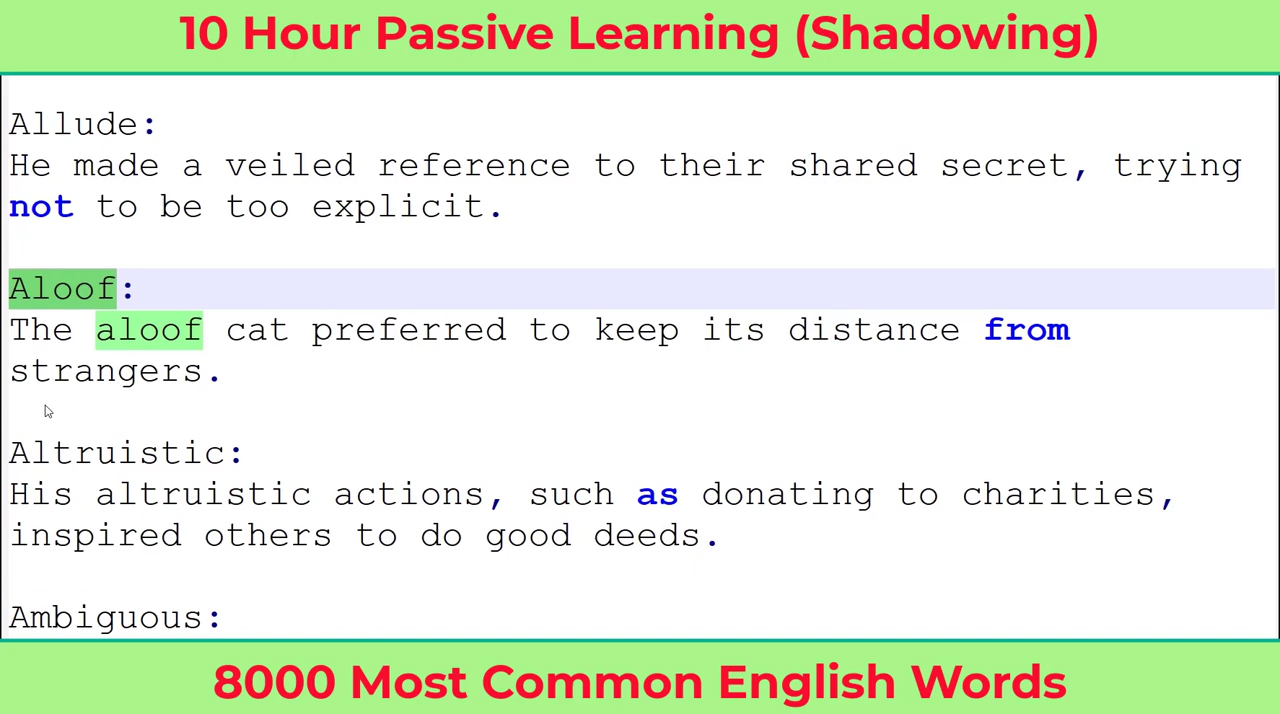 10 Hour Passive Learning (Shadowing)
Allude:
He made a veiled reference to their shared secret, trying
not to be too explicit.
Aloof:
The aloof cat preferred to keep its distance from
strangers.
Altruistic:
His altruistic actions, such as donating to charities,
inspired others to do good deeds.
Ambiguous:
8000 Most Common English Words